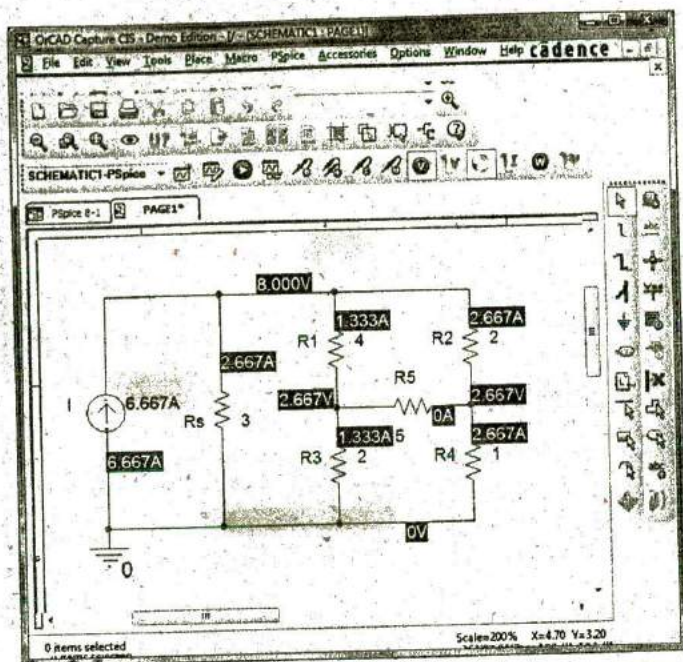 OrCAD Capture CIS - Demo Edition - [/ - (SCHEMATIC1 : PAGE1)]
File Edit View Tools Place Macro PSpice Accessories Options Window Help cādence
SCHEMATIC1-PSpice
PSpice 8-1 PAGE1*
8.000V
1.333A 2.667A
R1 4 R2 2
2.667A
R5
I 6.667A 2.667V 2.667V
Rs 3 0A
1.333A 5 2.667A
6.667A R3 2 R4 1
0V
0
0 items selected Scale=200% X=4.70 Y=3.20